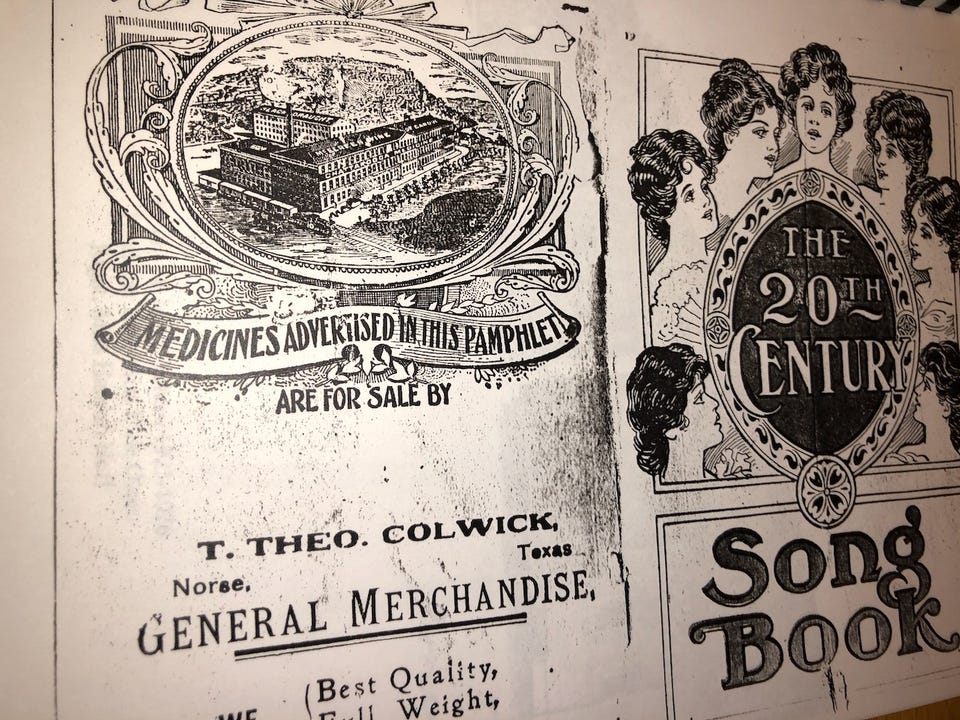 MEDICINES ADVERTISED IN THIS PAMPHLET
ARE FOR SALE BY
T. THEO. COLWICK,
Norse, Texas
GENERAL MERCHANDISE,
Best Quality,
WE
Full Weight,
THE
20TH
CENTURY
Song
Book